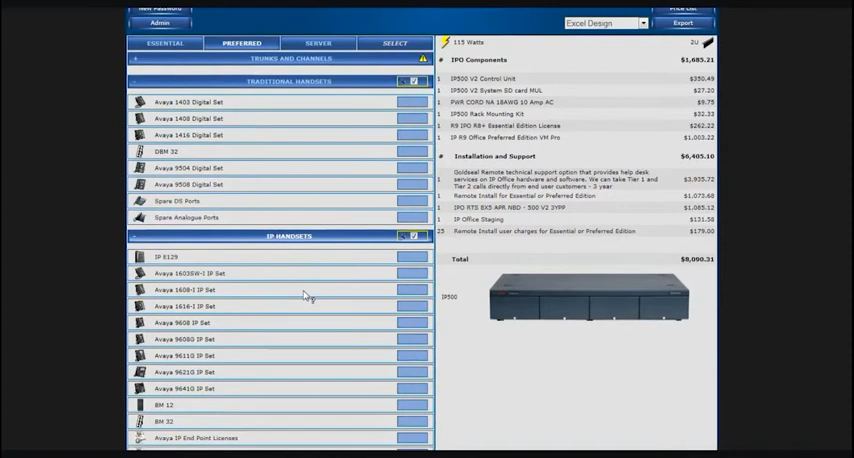 New Password
Admin
Excel Design
Price List
Export
ESSENTIAL
PREFERRED
SERVER
SELECT
+
TRUNKS AND CHANNELS
-
TRADITIONAL HANDSETS
Avaya 1403 Digital Set
Avaya 1408 Digital Set
Avaya 1416 Digital Set
DBM 32
Avaya 9504 Digital Set
Avaya 9508 Digital Set
Spare DS Ports
Spare Analogue Ports
-
IP HANDSETS
IP E129
Avaya 1603SW-I IP Set
Avaya 1608-I IP Set
Avaya 1616-I IP Set
Avaya 9608 IP Set
Avaya 9608G IP Set
Avaya 9611G IP Set
Avaya 9621G IP Set
Avaya 9641G IP Set
BM 12
BM 32
Avaya IP End Point Licenses
115 Watts 2U
# IPO Components $1,685.21
1 IP500 V2 Control Unit $350.49
1 IP500 V2 System SD card MUL $27.20
1 PWR CORD NA 18AWG 10 Amp AC $9.75
1 IP500 Rack Mounting Kit $32.33
1 R9 IPO R8+ Essential Edition License $262.22
1 IP R9 Office Preferred Edition VM Pro $1,003.22
# Installation and Support $6,405.10
Goldseal Remote technical support option that provides help desk
1 services on IP Office hardware and software. We can take Tier 1 and $3,935.72
Tier 2 calls directly from end user customers - 3 year
1 Remote Install for Essential or Preferred Edition $1,073.68
1 IPO RTS 8X5 APR NBD - 500 V2 3YPP $1,085.12
1 IP Office Staging $131.58
25 Remote Install user charges for Essential or Preferred Edition $179.00
Total $8,090.31
IP500